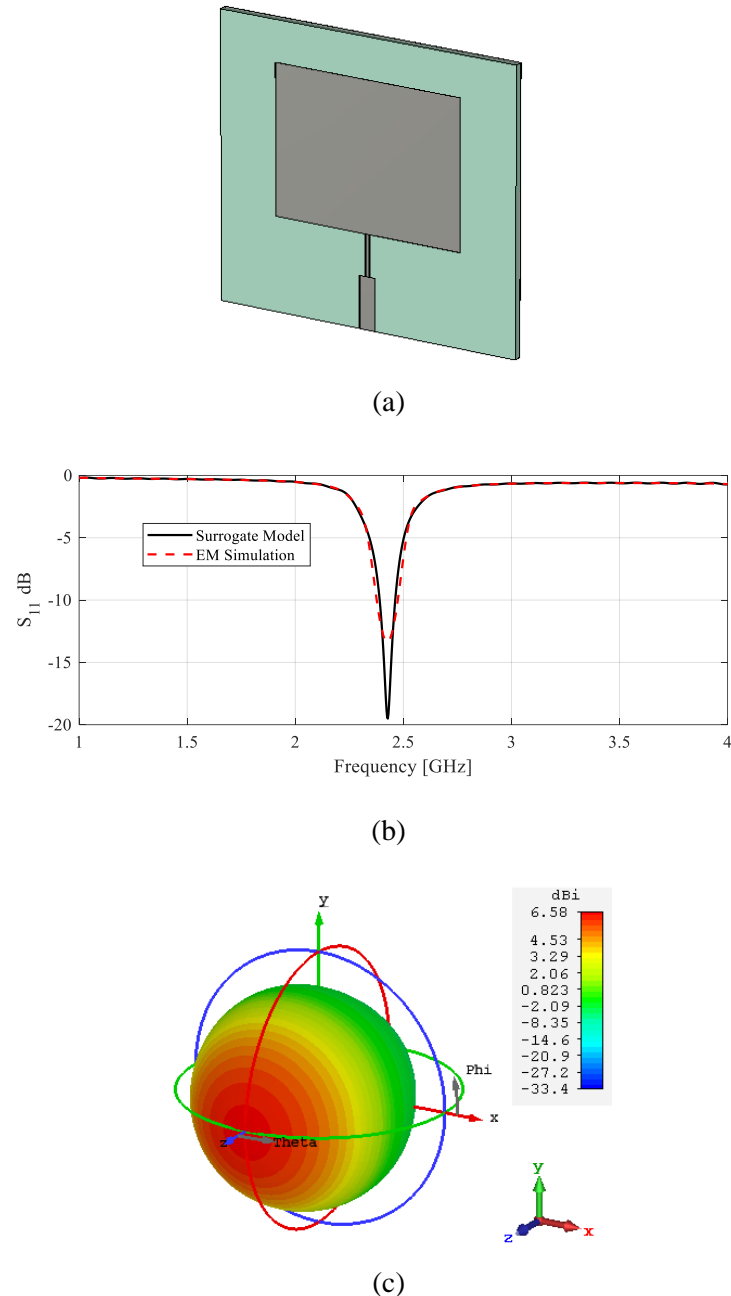 (a)
0
-5
-10
-15
-20
S11 dB
Surrogate Model
EM Simulation
1
1.5
2
2.5
3
3.5
4
Frequency [GHz]
(b)
y
Phi
x
z
Theta
dBi
6.58
4.53
3.29
2.06
0.823
-2.09
-8.35
-14.6
-20.9
-27.2
-33.4
y
z
x
(c)